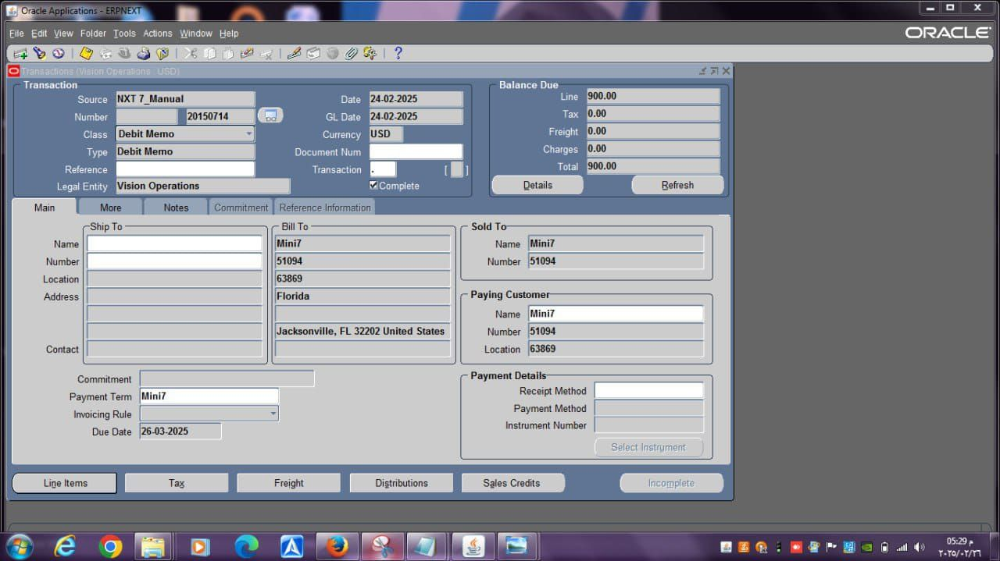 Oracle Applications - ERPNEXT
File Edit View Folder Tools Actions Window Help
ORACLE
Transactions (Vision Operations USD)
Transaction
Source NXT 7_Manual
Number 20150714
Class Debit Memo
Type Debit Memo
Reference
Legal Entity Vision Operations
Date 24-02-2025
GL Date 24-02-2025
Currency USD
Document Num
Transaction . [ ]
Complete
Balance Due
Line 900.00
Tax 0.00
Freight 0.00
Charges 0.00
Total 900.00
Details Refresh
Main More Notes Commitment Reference Information
Ship To
Name
Number
Location
Address
Contact
Bill To
Mini7
51094
63869
Florida
Jacksonville, FL 32202 United States
Sold To
Name Mini7
Number 51094
Paying Customer
Name Mini7
Number 51094
Location 63869
Commitment
Payment Term Mini7
Invoicing Rule
Due Date 26-03-2025
Payment Details
Receipt Method
Payment Method
Instrument Number
Select Instrument
Line Items Tax Freight Distributions Sales Credits Incomplete
05:29 م
٢٠٢٥/٠٢/٢٦